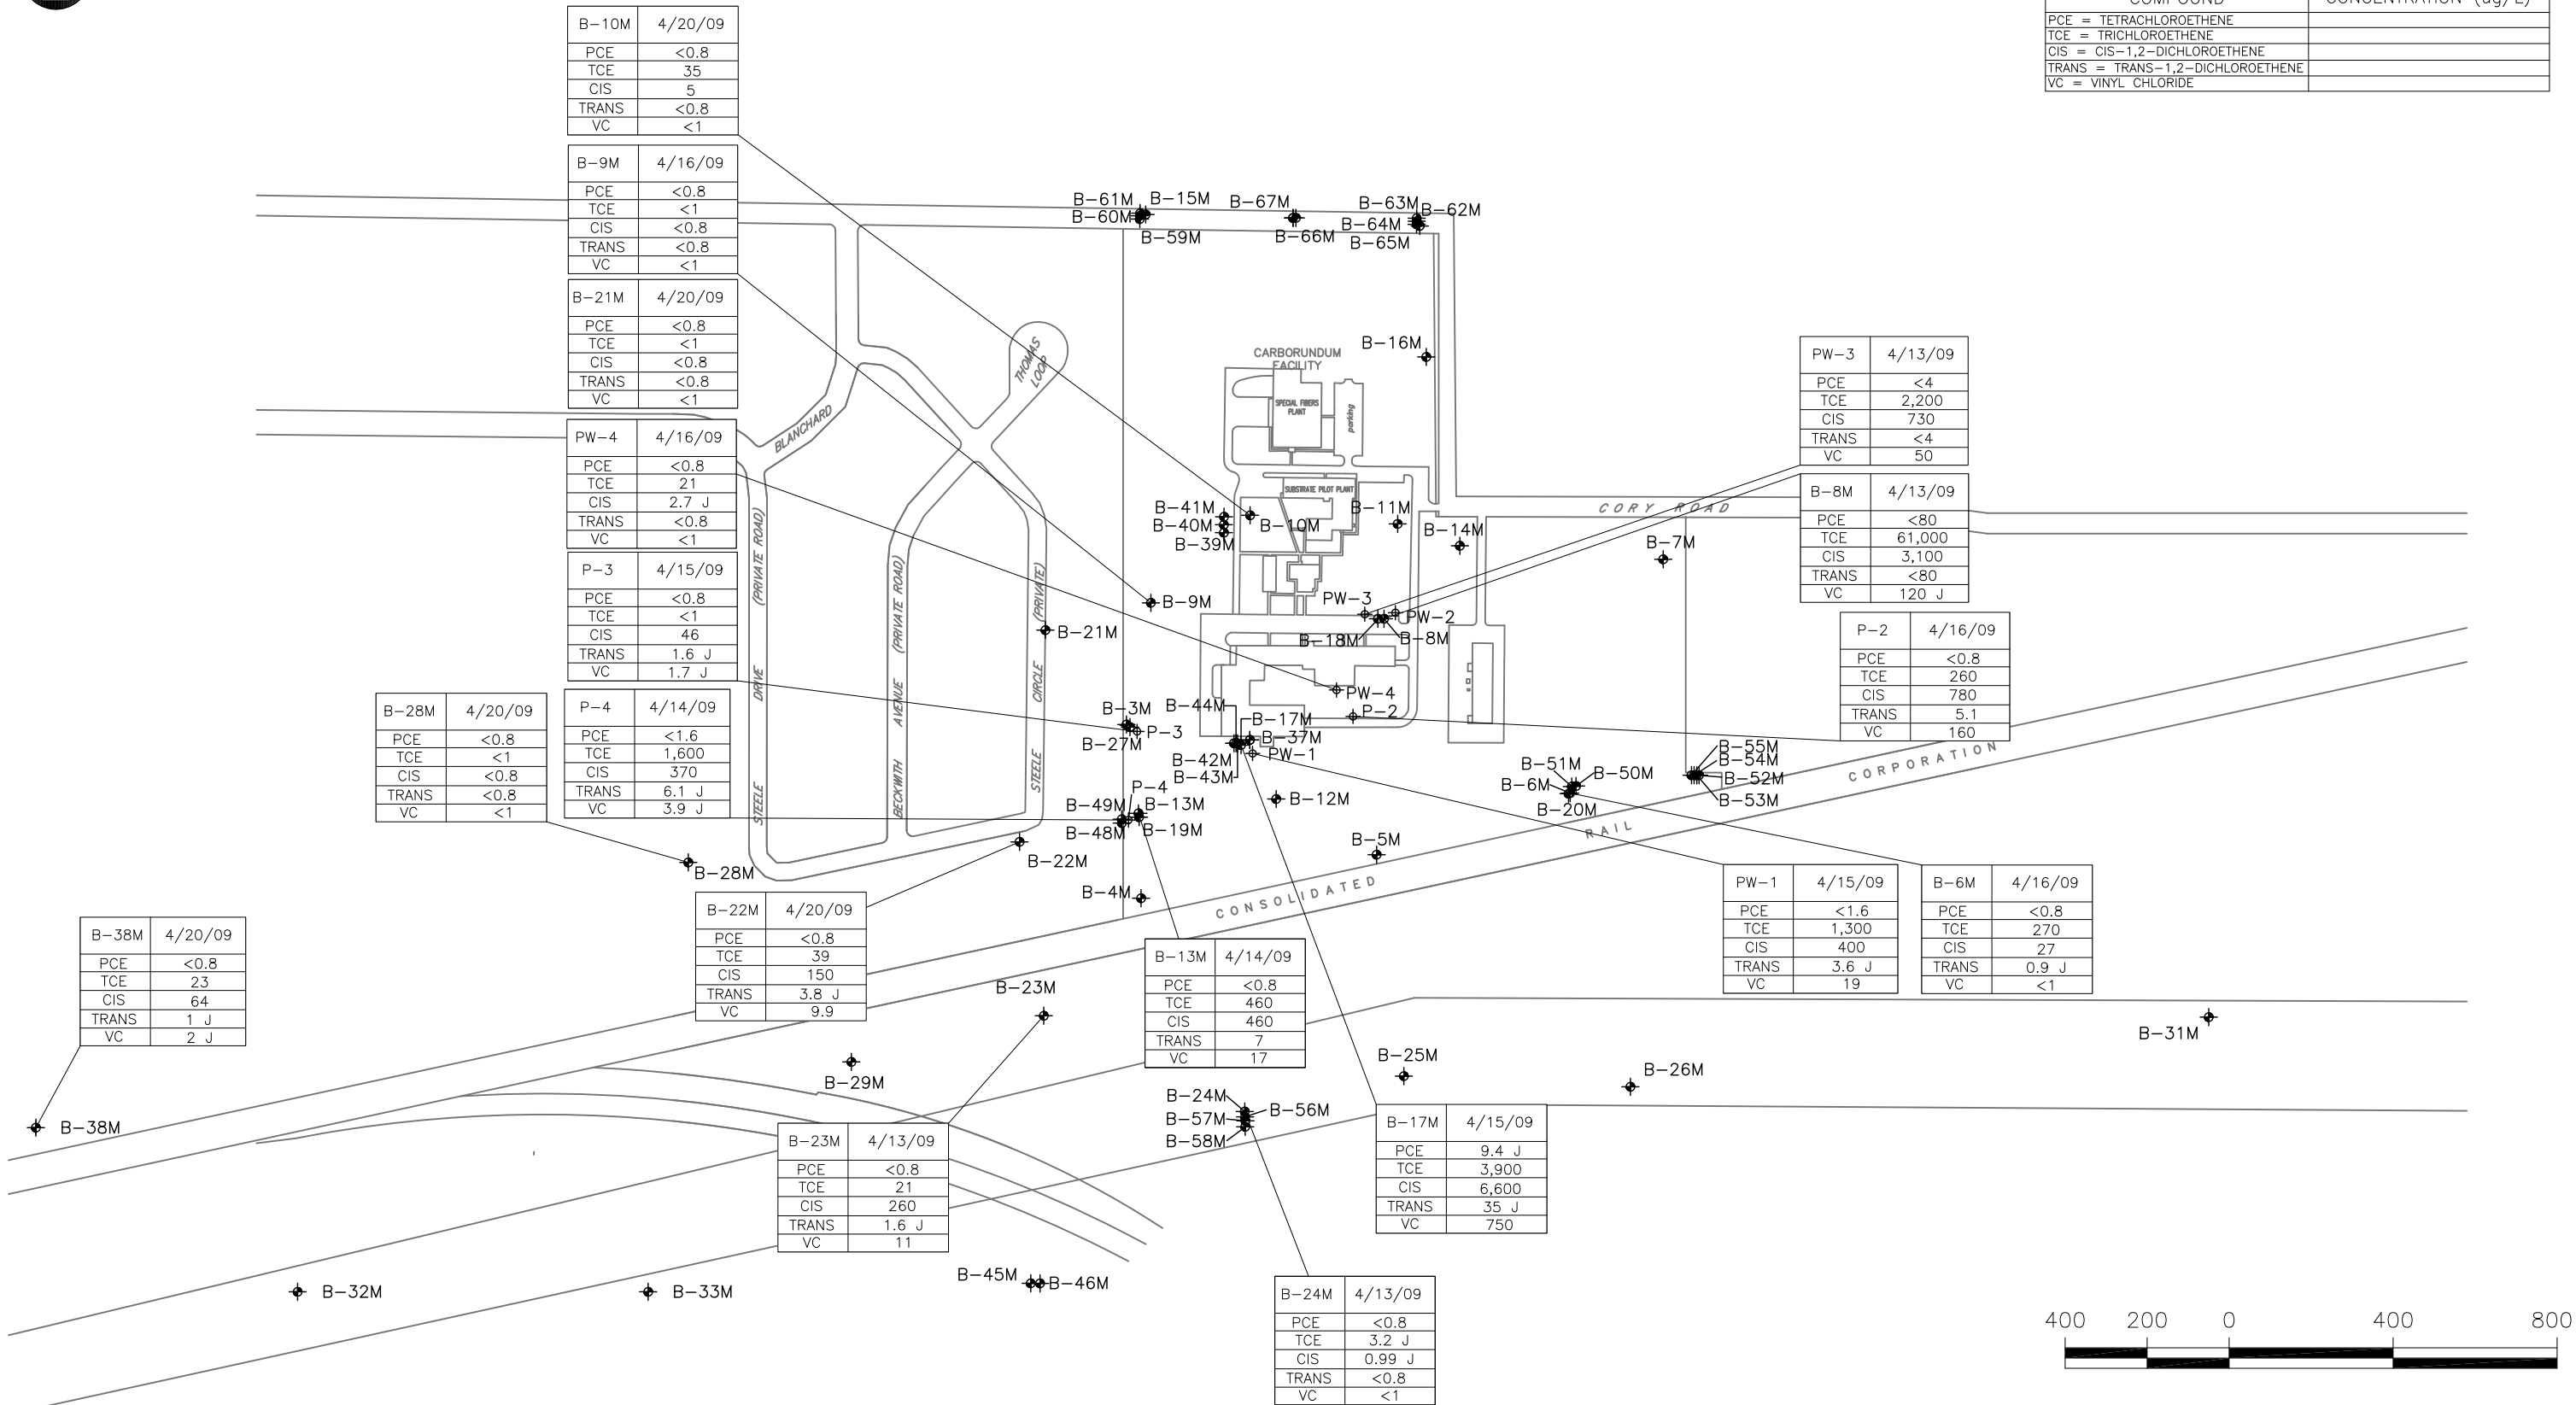 COMPOUND CONCENTRATION (ug/L)
PCE = TETRACHLOROETHENE
TCE = TRICHLOROETHENE
CIS = CIS-1,2-DICHLOROETHENE
TRANS = TRANS-1,2-DICHLOROETHENE
VC = VINYL CHLORIDE
B-10M 4/20/09
PCE <0.8
TCE 35
CIS 5
TRANS <0.8
VC <1
B-9M 4/16/09
PCE <0.8
TCE <1
CIS <0.8
TRANS <0.8
VC <1
B-21M 4/20/09
PCE <0.8
TCE <1
CIS <0.8
TRANS <0.8
VC <1
PW-4 4/16/09
PCE <0.8
TCE 21
CIS 2.7 J
TRANS <0.8
VC <1
P-3 4/15/09
PCE <0.8
TCE <1
CIS 46
TRANS 1.6 J
VC 1.7 J
P-4 4/14/09
PCE <1.6
TCE 1,600
CIS 370
TRANS 6.1 J
VC 3.9 J
B-28M 4/20/09
PCE <0.8
TCE <1
CIS <0.8
TRANS <0.8
VC <1
B-38M 4/20/09
PCE <0.8
TCE 23
CIS 64
TRANS 1 J
VC 2 J
B-22M 4/20/09
PCE <0.8
TCE 39
CIS 150
TRANS 3.8 J
VC 9.9
B-23M 4/13/09
PCE <0.8
TCE 21
CIS 260
TRANS 1.6 J
VC 11
B-13M 4/14/09
PCE <0.8
TCE 460
CIS 460
TRANS 7
VC 17
B-24M 4/13/09
PCE <0.8
TCE 3.2 J
CIS 0.99 J
TRANS <0.8
VC <1
B-17M 4/15/09
PCE 9.4 J
TCE 3,900
CIS 6,600
TRANS 35 J
VC 750
PW-1 4/15/09
PCE <1.6
TCE 1,300
CIS 400
TRANS 3.6 J
VC 19
B-6M 4/16/09
PCE <0.8
TCE 270
CIS 27
TRANS 0.9 J
VC <1
PW-3 4/13/09
PCE <4
TCE 2,200
CIS 730
TRANS <4
VC 50
B-8M 4/13/09
PCE <80
TCE 61,000
CIS 3,100
TRANS <80
VC 120 J
P-2 4/16/09
PCE <0.8
TCE 260
CIS 780
TRANS 5.1
VC 160
B-61M
B-15M
B-60M
B-59M
B-67M
B-66M
B-63M
B-62M
B-64M
B-65M
B-16M
CARBORUNDUM
FACILITY
SPECIAL FIBERS
PLANT
parking
SUBSTRATE PILOT PLANT
THOMAS
LOOP
BLANCHARD
STEELE DRIVE (PRIVATE ROAD)
BECKWITH AVENUE (PRIVATE ROAD)
STEELE CIRCLE (PRIVATE)
CORY ROAD
B-41M
B-40M
B-39M
B-10M
B-11M
B-14M
B-7M
B-9M
B-21M
PW-3
PW-2
B-18M
B-8M
PW-4
P-2
B-44M
B-17M
B-37M
PW-1
B-42M
B-43M
B-3M
P-3
B-27M
P-4
B-49M
B-13M
B-48M
B-19M
B-12M
B-22M
B-28M
B-4M
B-5M
B-51M
B-50M
B-6M
B-20M
B-55M
B-54M
B-52M
B-53M
CONSOLIDATED RAIL CORPORATION
B-23M
B-29M
B-38M
B-24M
B-56M
B-57M
B-58M
B-25M
B-26M
B-31M
B-32M
B-33M
B-45M
B-46M
400 200 0 400 800